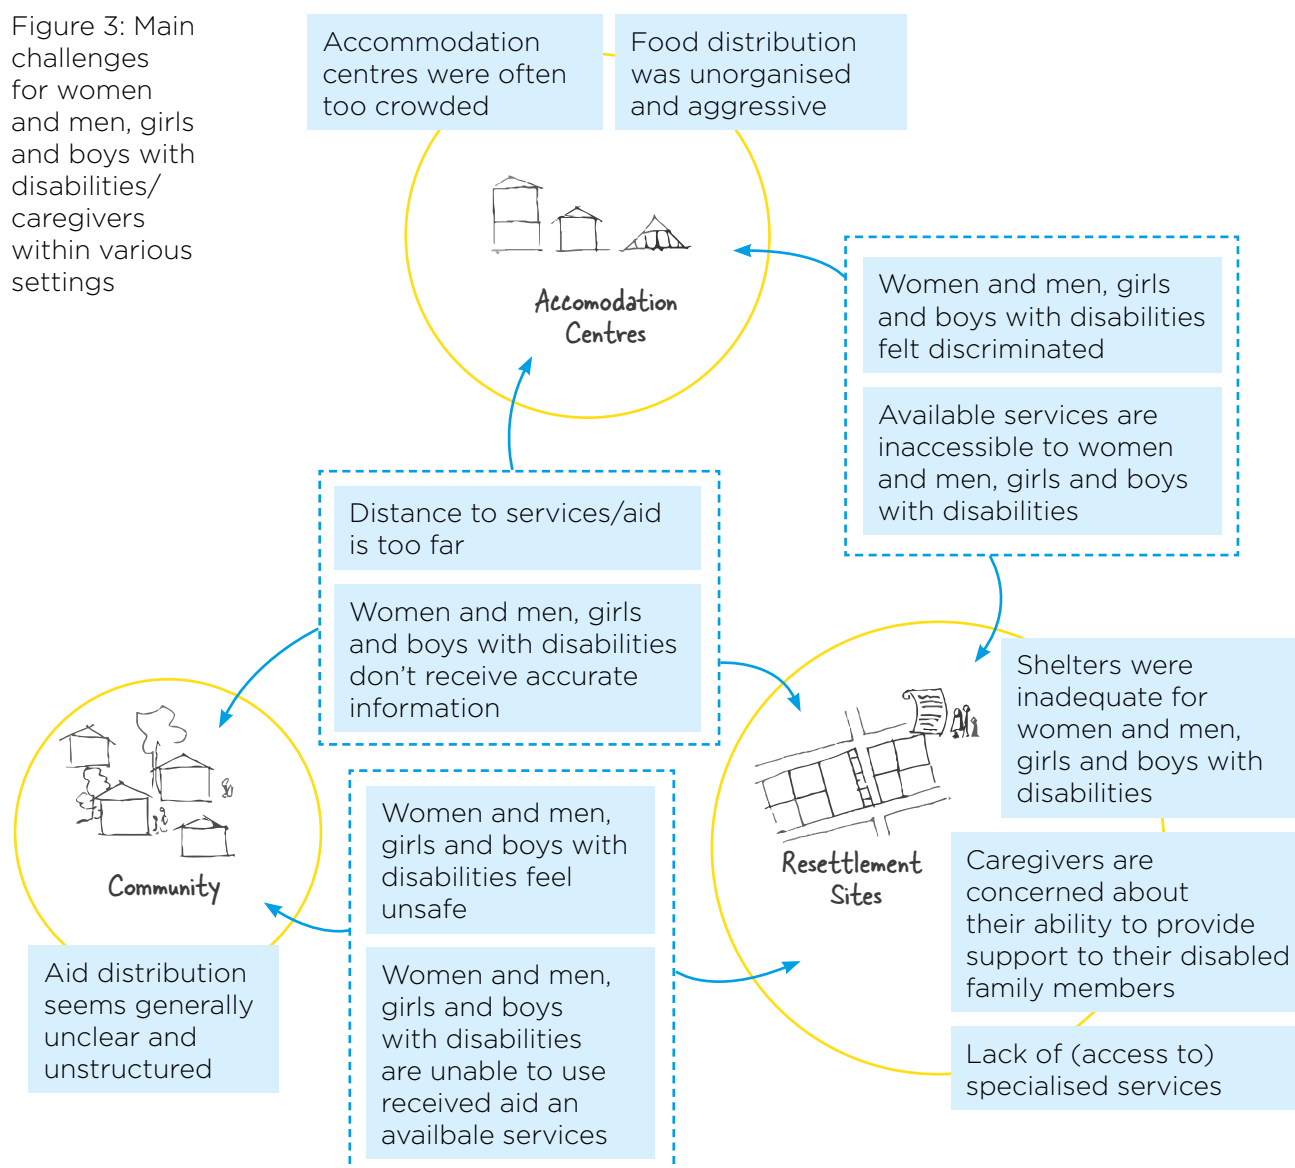 Figure 3: Main
challenges
for women
and men, girls
and boys with
disabilities/
caregivers
within various
settings
Accommodation
centres were often
too crowded
Food distribution
was unorganised
and aggressive
Accomodation
Centres
Women and men, girls
and boys with disabilities
felt discriminated
Available services are
inaccessible to women
and men, girls and boys
with disabilities
Distance to services/aid
is too far
Women and men, girls
and boys with disabilities
don’t receive accurate
information
Community
Aid distribution
seems generally
unclear and
unstructured
Women and men,
girls and boys with
disabilities feel
unsafe
Women and men,
girls and boys
with disabilities
are unable to use
received aid an
availbale services
Resettlement
Sites
Shelters were
inadequate for
women and men,
girls and boys with
disabilities
Caregivers are
concerned about
their ability to provide
support to their disabled
family members
Lack of (access to)
specialised services